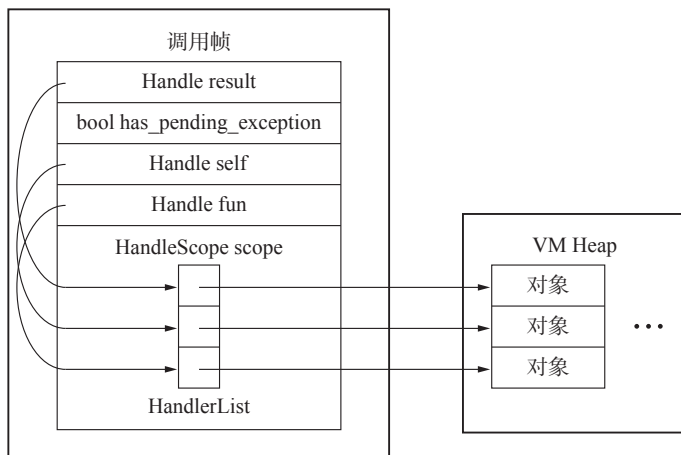 调用帧
Handle result
bool has_pending_exception
Handle self
Handle fun
HandleScope scope
HandlerList
VM Heap
对象
对象
对象
•••